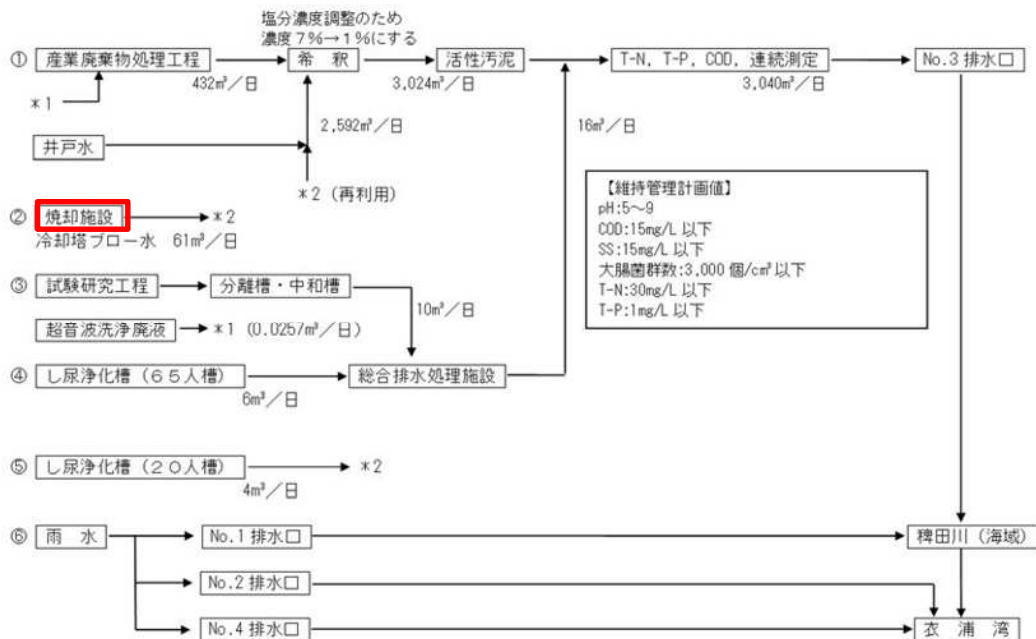 塩分濃度調整のため
濃度7%→1%にする
① 産業廃棄物処理工程 希 釈 活性汚泥 T-N, T-P, COD, 連続測定 No.3 排水口
432m³/日 3,024m³/日 3,040m³/日
*1
2,592m³/日 16m³/日
井戸水
*2 (再利用)
【維持管理計画値】
pH:5~9
COD:15mg/L 以下
SS:15mg/L 以下
大腸菌群数:3,000 個/cm³以下
T-N:30mg/L 以下
T-P:1mg/L 以下
② 焼却施設 *2
冷却塔ブロー水 61m³/日
③ 試験研究工程 分離槽・中和槽
10m³/日
超音波洗浄廃液 *1 (0.0257m³/日)
④ し尿浄化槽(65人槽) 総合排水処理施設
6m³/日
⑤ し尿浄化槽(20人槽) *2
4m³/日
⑥ 雨 水 No.1 排水口 稗田川(海域)
No.2 排水口
No.4 排水口 衣 浦 湾